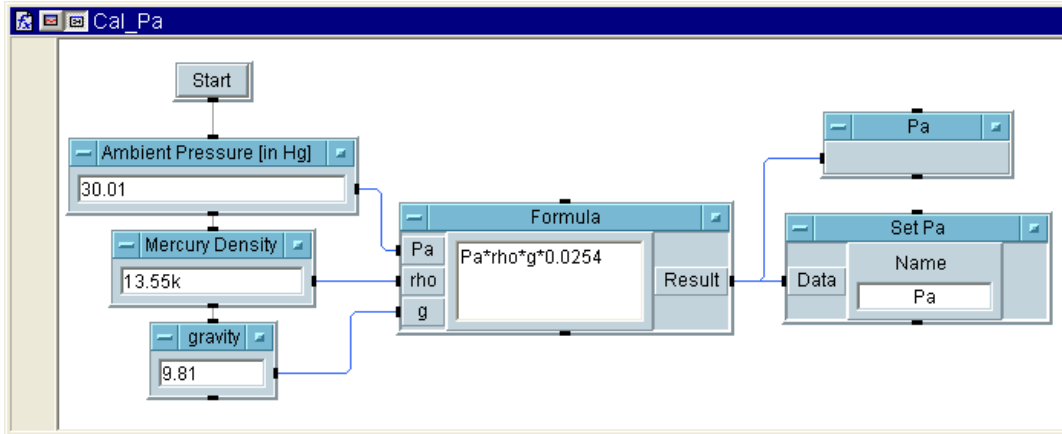 Cal_Pa
Start
Ambient Pressure [in Hg]
30.01
Mercury Density
13.55k
gravity
9.81
Formula
Pa
rho
g
Pa*rho*g*0.0254
Result
Pa
Set Pa
Data
Name
Pa